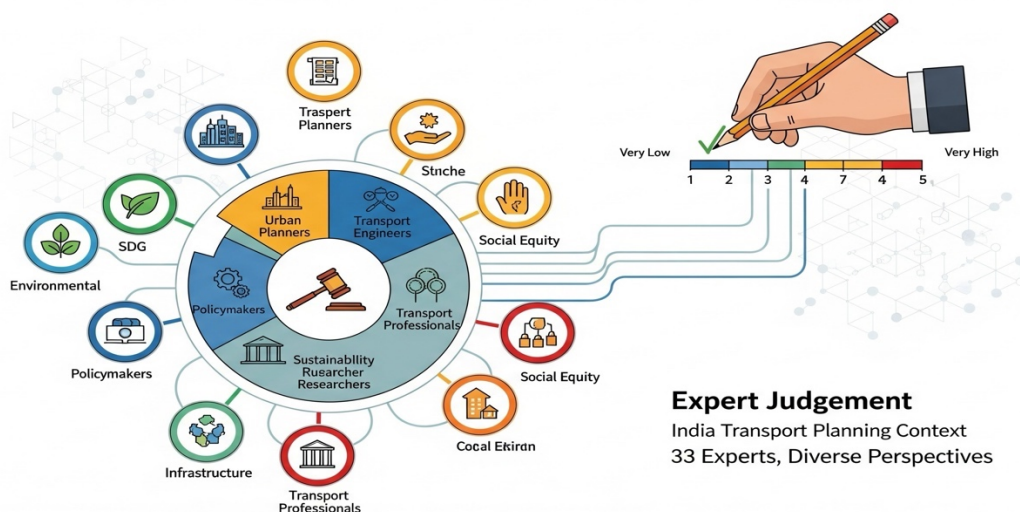 Traspert
Planners
Stıche
Social Equity
SDG
Environmental
Policymakers
Infrastructure
Transport
Professionals
Cocal Ekiran
Social Equity
Urban
Planners
Transport
Engineers
Policymakers
Transport
Professionals
Sustainablity
Ruearcher
Researchers
Very Low
Very High
1 2 3 4 7 4 5
Expert Judgement
India Transport Planning Context
33 Experts, Diverse Perspectives